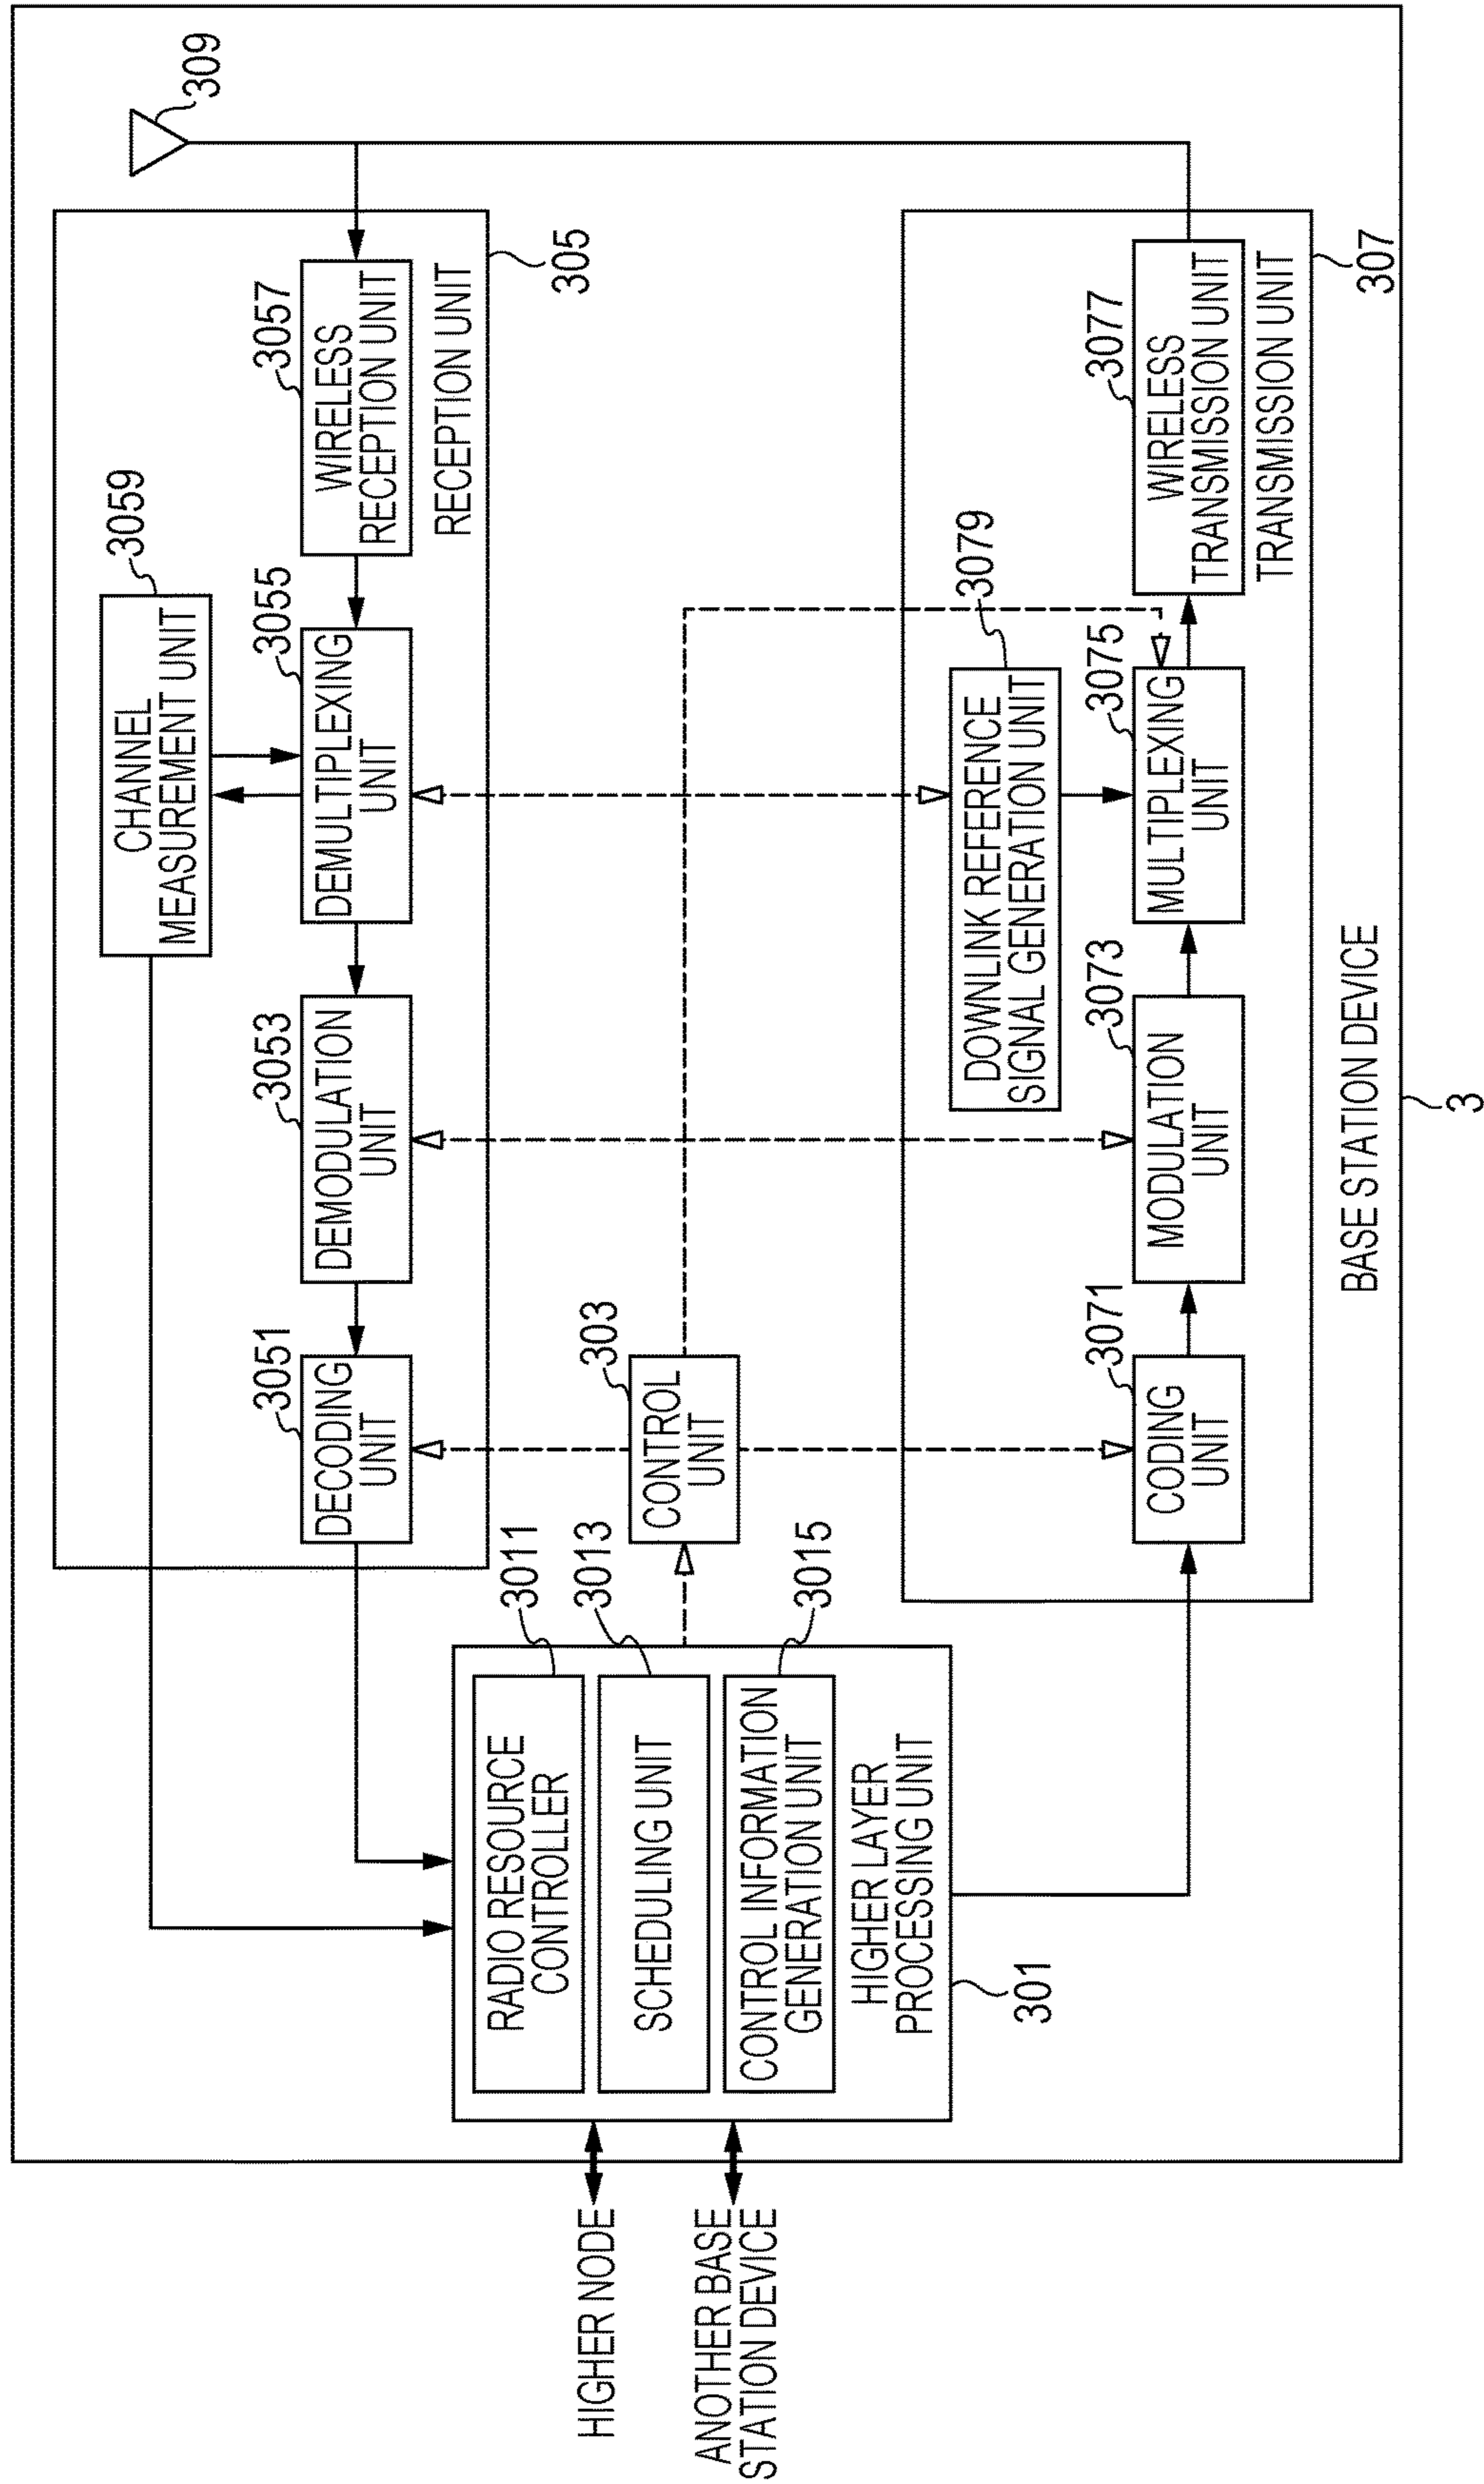 309
3059
CHANNEL
MEASUREMENT UNIT
3051
DECODING
UNIT
3053
DEMODULATION
UNIT
3055
DEMULTIPLEXING
UNIT
3057
WIRELESS
RECEPTION UNIT
RECEPTION UNIT
305
HIGHER NODE
ANOTHER BASE
STATION DEVICE
3011
RADIO RESOURCE
CONTROLLER
3013
SCHEDULING UNIT
3015
CONTROL INFORMATION
GENERATION UNIT
HIGHER LAYER
PROCESSING UNIT
301
303
CONTROL
UNIT
3079
DOWNLINK REFERENCE
SIGNAL GENERATION UNIT
3071
CODING
UNIT
3073
MODULATION
UNIT
3075
MULTIPLEXING
UNIT
3077
WIRELESS
TRANSMISSION UNIT
TRANSMISSION UNIT
307
BASE STATION DEVICE
3